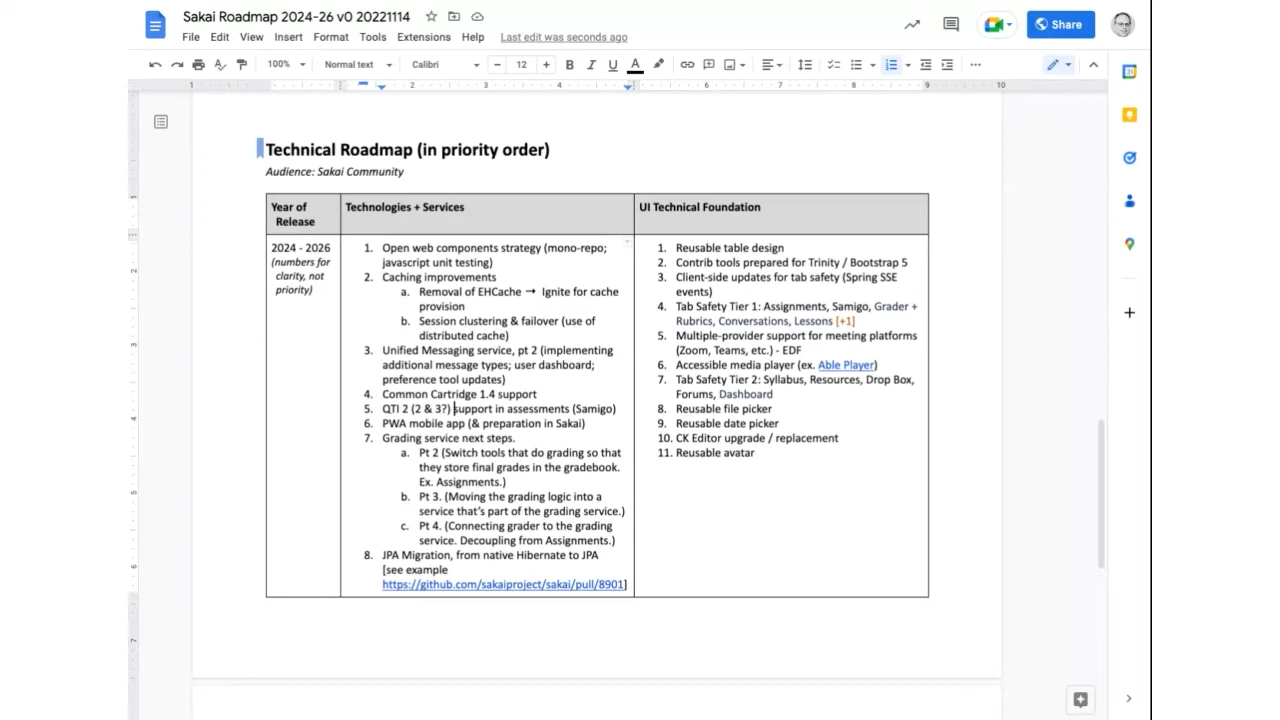 Sakai Roadmap 2024-26 v0 20221114
File Edit View Insert Format Tools Extensions Help Last edit was seconds ago
Share
100% Normal text Calibri 12
1 1 2 3 4 5 6 7 8 9 10
Technical Roadmap (in priority order)
Audience: Sakai Community
Year of Release
Technologies + Services
UI Technical Foundation
2024 - 2026
(numbers for
clarity, not
priority)
1. Open web components strategy (mono-repo;
javascript unit testing)
2. Caching improvements
a. Removal of EHCache → Ignite for cache
provision
b. Session clustering & failover (use of
distributed cache)
3. Unified Messaging service, pt 2 (implementing
additional message types; user dashboard;
preference tool updates)
4. Common Cartridge 1.4 support
5. QTI 2 (2 & 3?) support in assessments (Samigo)
6. PWA mobile app (& preparation in Sakai)
7. Grading service next steps.
a. Pt 2 (Switch tools that do grading so that
they store final grades in the gradebook.
Ex. Assignments.)
b. Pt 3. (Moving the grading logic into a
service that's part of the grading service.)
c. Pt 4. (Connecting grader to the grading
service. Decoupling from Assignments.)
8. JPA Migration, from native Hibernate to JPA
[see example
https://github.com/sakaiproject/sakai/pull/8901]
1. Reusable table design
2. Contrib tools prepared for Trinity / Bootstrap 5
3. Client-side updates for tab safety (Spring SSE
events)
4. Tab Safety Tier 1: Assignments, Samigo, Grader +
Rubrics, Conversations, Lessons [+1]
5. Multiple-provider support for meeting platforms
(Zoom, Teams, etc.) - EDF
6. Accessible media player (ex. Able Player)
7. Tab Safety Tier 2: Syllabus, Resources, Drop Box,
Forums, Dashboard
8. Reusable file picker
9. Reusable date picker
10. CK Editor upgrade / replacement
11. Reusable avatar